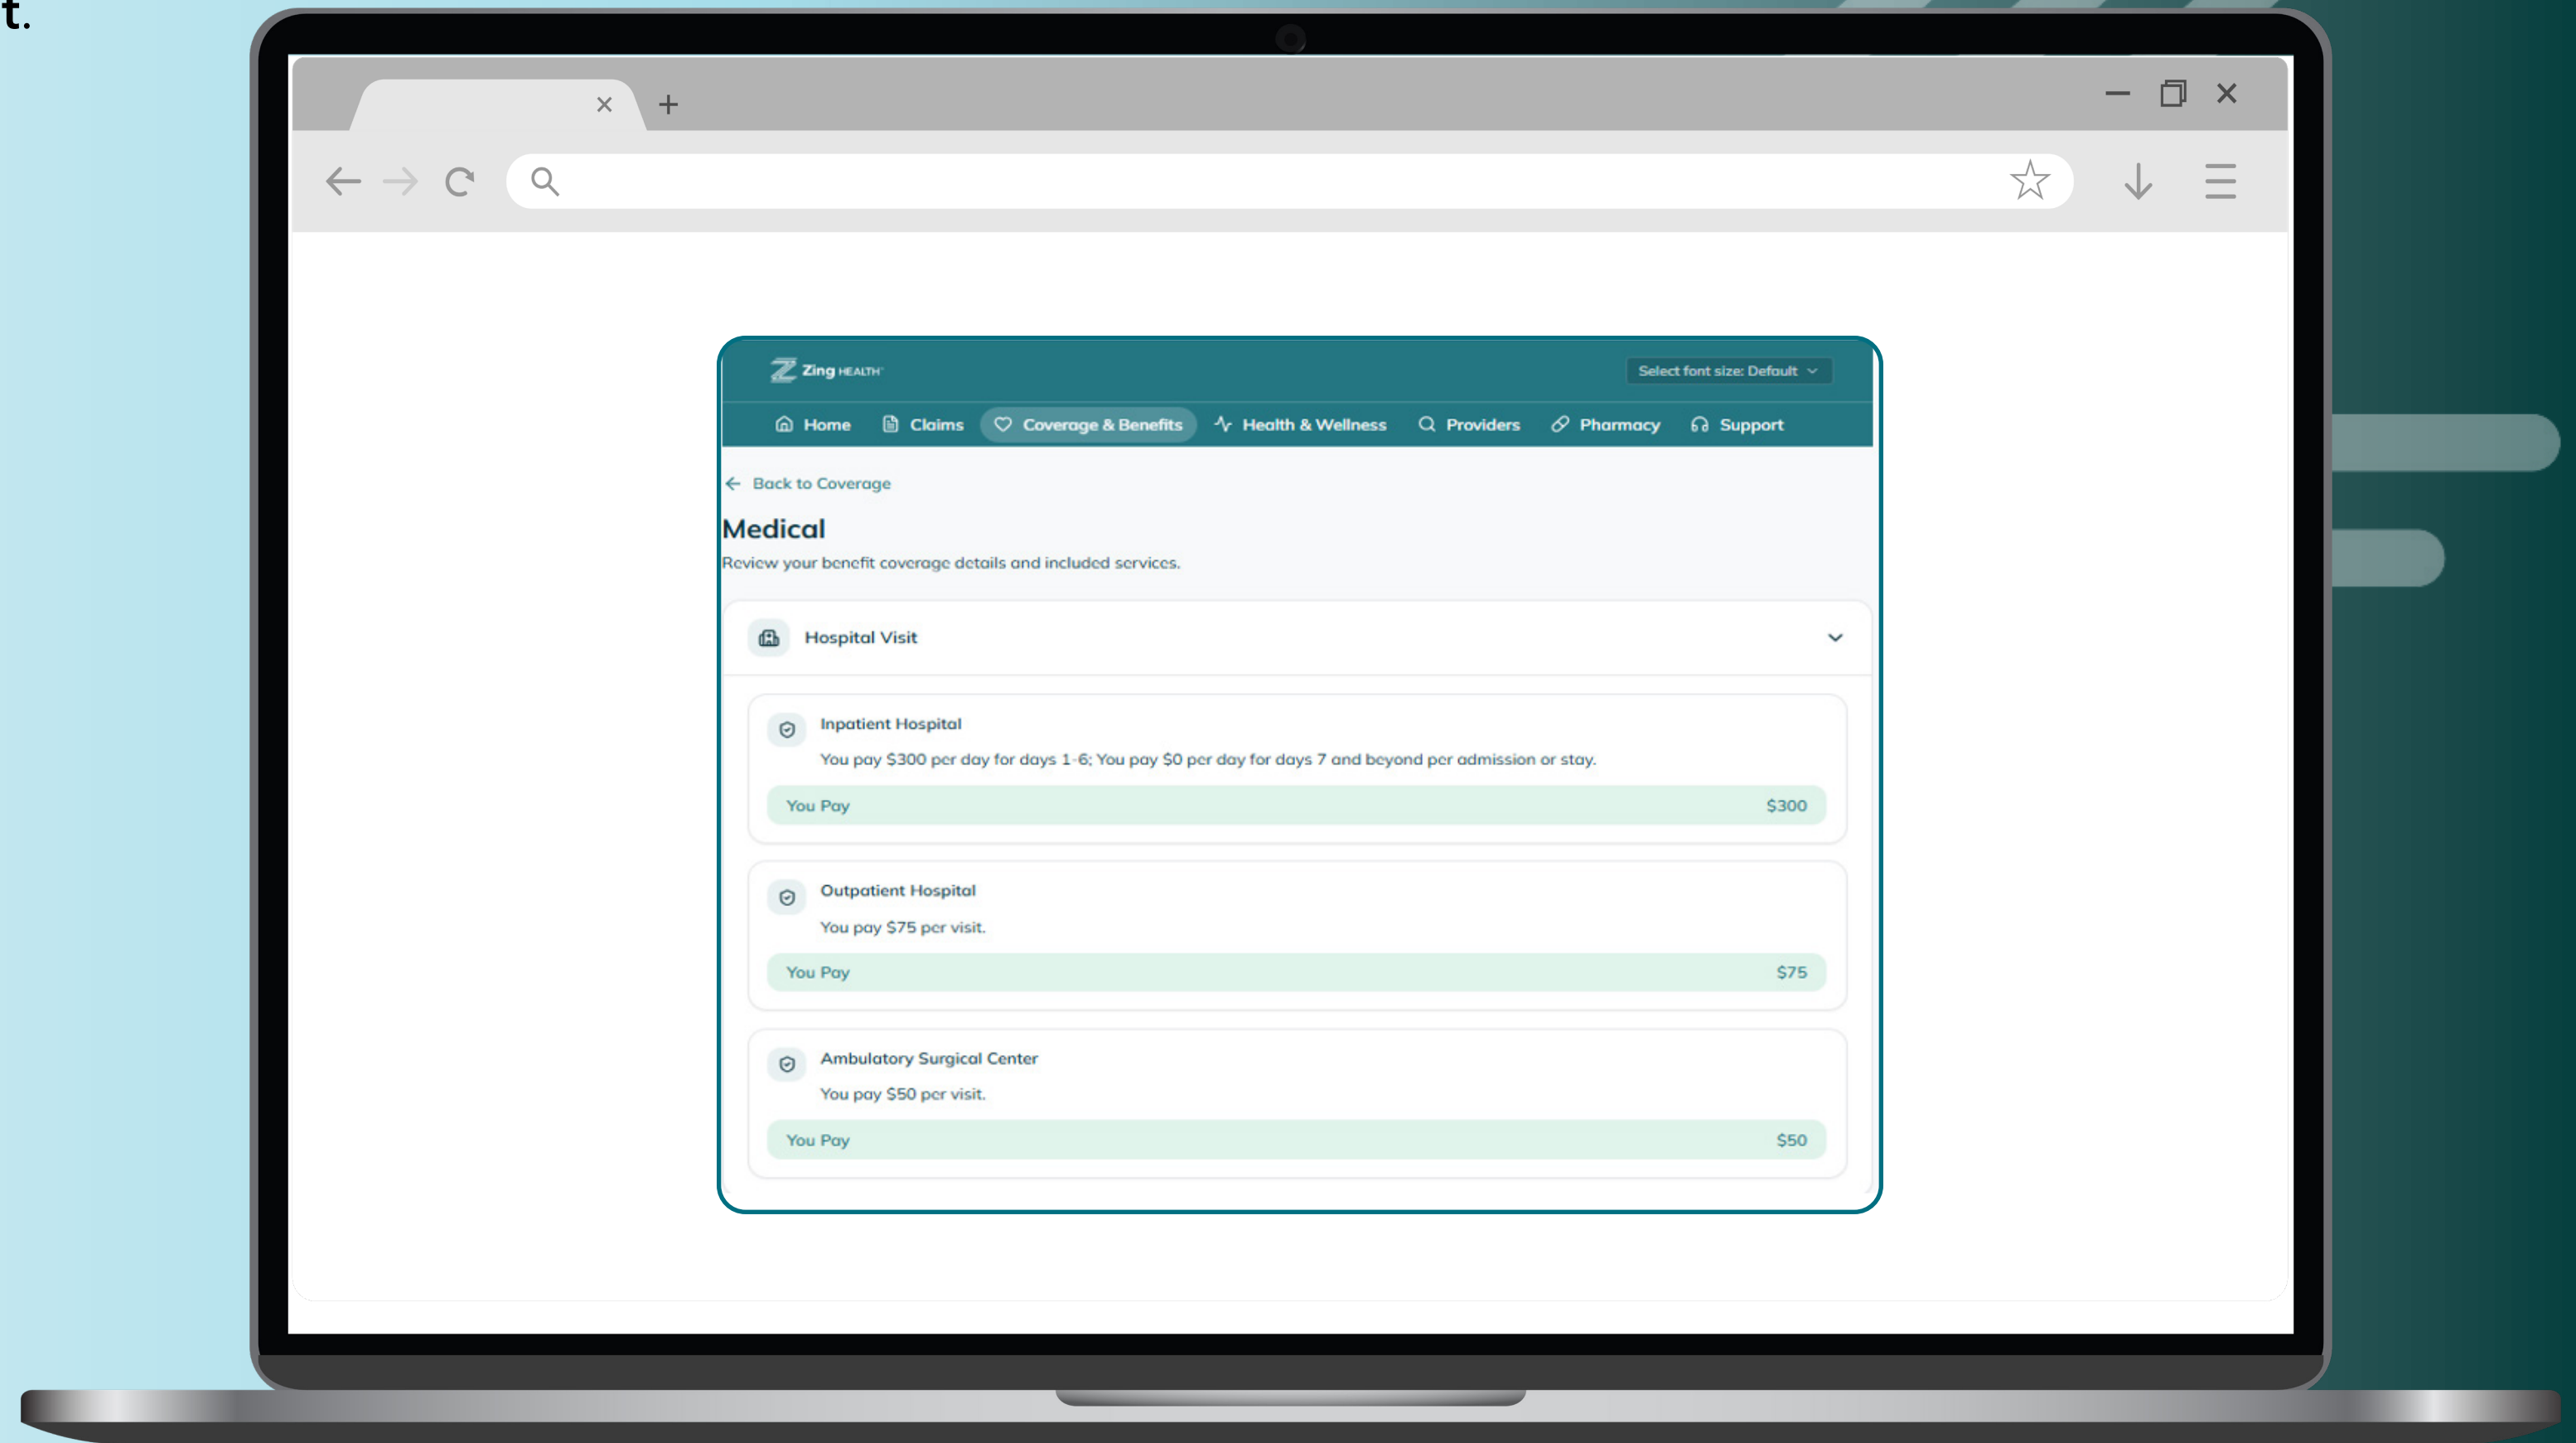 t.
Zing HEALTH
Select font size: Default
Home Claims Coverage & Benefits Health & Wellness Providers Pharmacy Support
Back to Coverage
Medical
Review your benefit coverage details and included services.
Hospital Visit
Inpatient Hospital
You pay $300 per day for days 1-6; You pay $0 per day for days 7 and beyond per admission or stay.
You Pay $300
Outpatient Hospital
You pay $75 per visit.
You Pay $75
Ambulatory Surgical Center
You pay $50 per visit.
You Pay $50